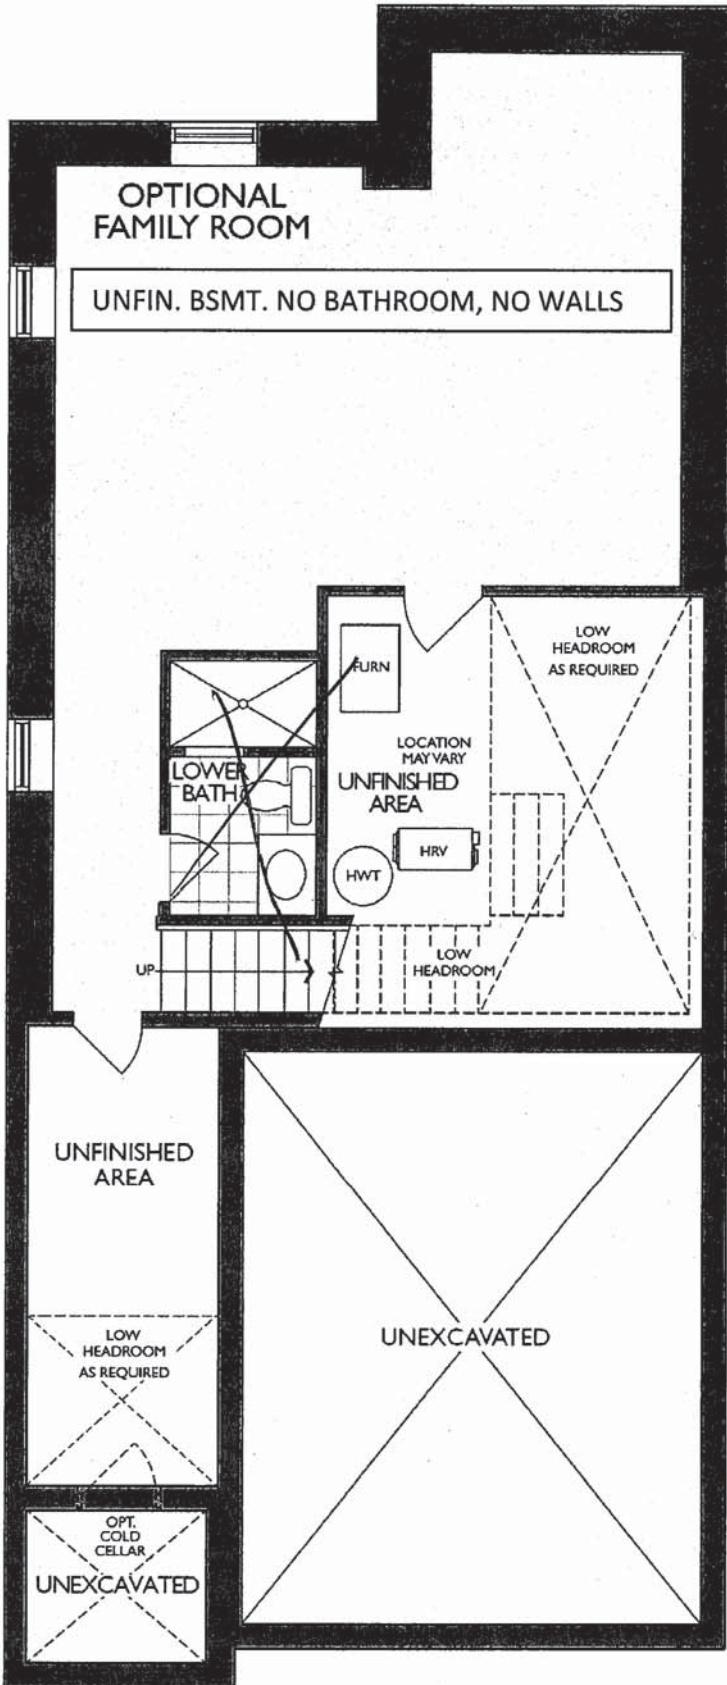 OPTIONAL
FAMILY ROOM
UNFIN. BSMT. NO BATHROOM, NO WALLS
LOW
HEADROOM
AS REQUIRED
FURN
LOCATION
MAY VARY
UNFINISHED
AREA
LOWER
BATH
HRV
HWT
LOW
HEADROOM
UP
UNFINISHED
AREA
LOW
HEADROOM
AS REQUIRED
UNEXCAVATED
OPT.
COLD
CELLAR
UNEXCAVATED